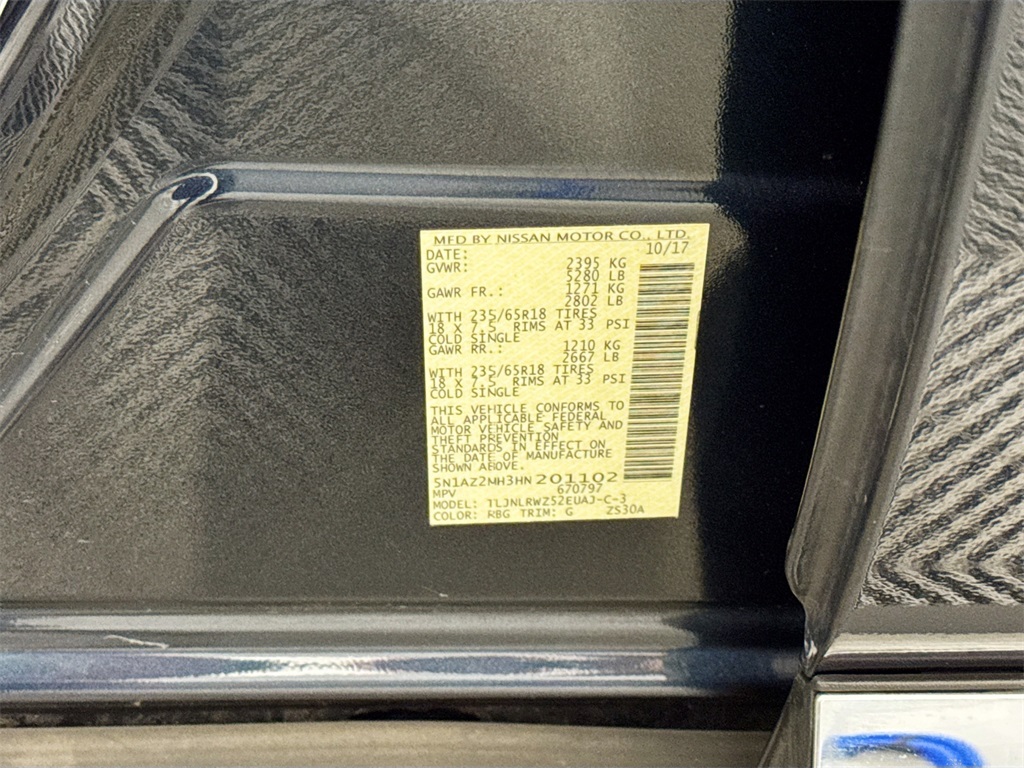 MFD BY NISSAN MOTOR CO., LTD.
DATE: 10/17
GVWR: 2395 KG
5280 LB
GAWR FR.: 1271 KG
2802 LB
WITH 235/65R18 TIRES
18 X 7.5 RIMS AT 33 PSI
COLD SINGLE
GAWR RR.: 1210 KG
2667 LB
WITH 235/65R18 TIRES
18 X 7.5 RIMS AT 33 PSI
COLD SINGLE
THIS VEHICLE CONFORMS TO
ALL APPLICABLE FEDERAL
MOTOR VEHICLE SAFETY AND
THEFT PREVENTION
STANDARDS IN EFFECT ON
THE DATE OF MANUFACTURE
SHOWN ABOVE.
5N1AZ2MH3HN201102
MPV 670797
MODEL: TLJNLRWZ52EUAJ-C-3
COLOR: RBG TRIM: G ZS30A